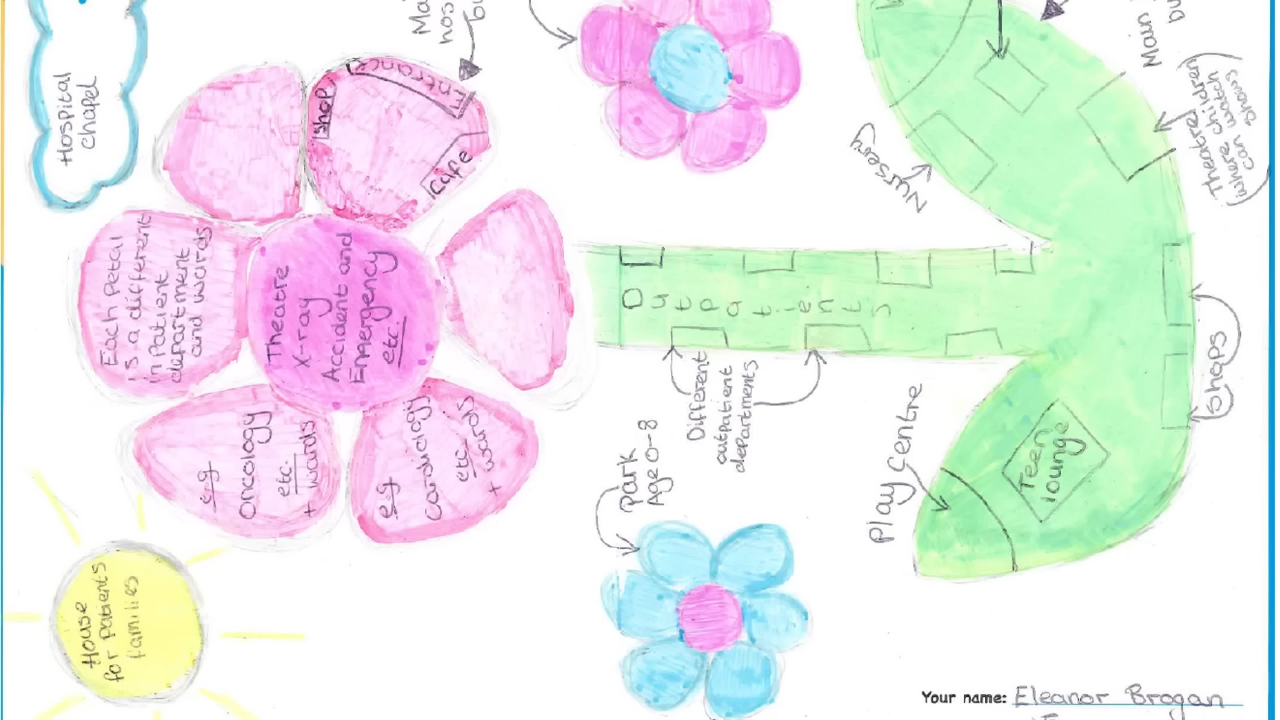 Hospital
chapel
Entrance
Shop
Cafe
Each Petal
is a different
inpatient
department
and wards
Theatre
X-ray
Accident and
Emergency
etc.
e.g
oncology
etc.
+ wards
e.g
cardiology
etc.
+ wards
House
for Patients
families
Outpatients
Different
outpatient
departments
Park
Age 0-8
Nursery
Main
Theatre
(where children
can watch
shows)
Shops
Play centre
Teen
lounge
Your name: Eleanor Brogan